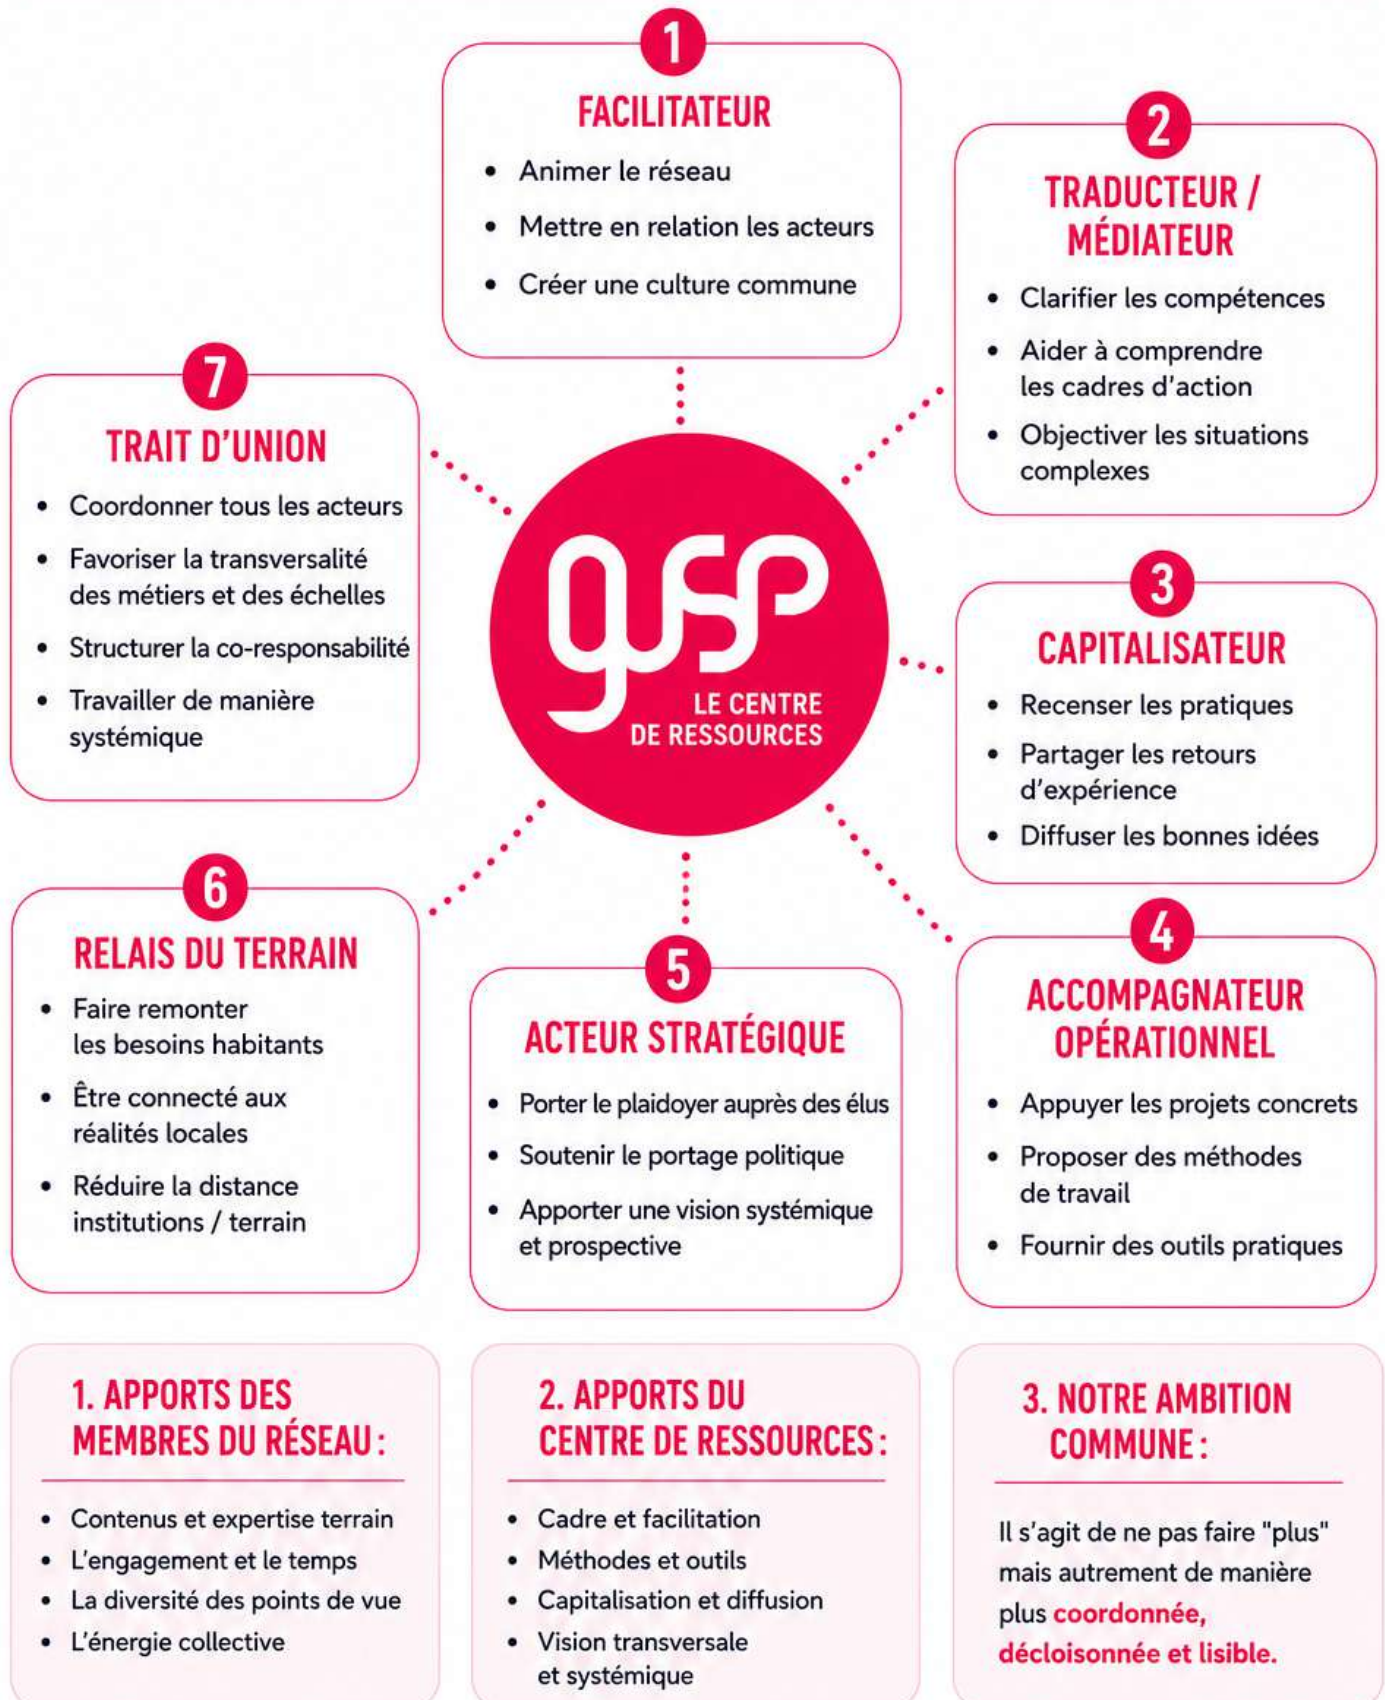 1
FACILITATEUR
• Animer le réseau
• Mettre en relation les acteurs
• Créer une culture commune
2
TRADUCTEUR /
MÉDIATEUR
• Clarifier les compétences
• Aider à comprendre
les cadres d'action
• Objectiver les situations
complexes
3
CAPITALISATEUR
• Recenser les pratiques
• Partager les retours
d'expérience
• Diffuser les bonnes idées
4
ACCOMPAGNATEUR
OPÉRATIONNEL
• Appuyer les projets concrets
• Proposer des méthodes
de travail
• Fournir des outils pratiques
5
ACTEUR STRATÉGIQUE
• Porter le plaidoyer auprès des élus
• Soutenir le portage politique
• Apporter une vision systémique
et prospective
6
RELAIS DU TERRAIN
• Faire remonter
les besoins habitants
• Être connecté aux
réalités locales
• Réduire la distance
institutions / terrain
7
TRAIT D'UNION
• Coordonner tous les acteurs
• Favoriser la transversalité
des métiers et des échelles
• Structurer la co-responsabilité
• Travailler de manière
systémique
gusp
LE CENTRE
DE RESSOURCES
1. APPORTS DES
MEMBRES DU RÉSEAU :
• Contenus et expertise terrain
• L'engagement et le temps
• La diversité des points de vue
• L'énergie collective
2. APPORTS DU
CENTRE DE RESSOURCES :
• Cadre et facilitation
• Méthodes et outils
• Capitalisation et diffusion
• Vision transversale
et systémique
3. NOTRE AMBITION
COMMUNE :
Il s'agit de ne pas faire "plus"
mais autrement de manière
plus coordonnée,
décloisonnée et lisible.